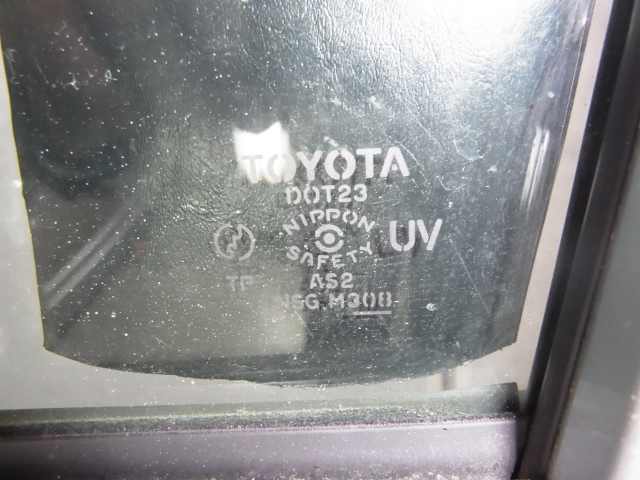 TOYOTA
DOT23
NIPPON
SAFETY
UV
TP
AS2
NSG M308